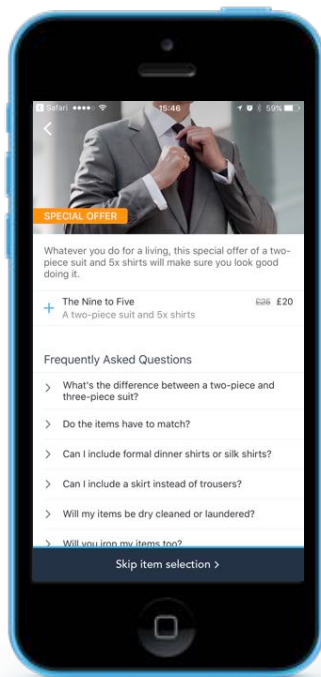 Safari 15:46 59%
SPECIAL OFFER
Whatever you do for a living, this special offer of a two-
piece suit and 5x shirts will make sure you look good
doing it.
The Nine to Five £25 £20
A two-piece suit and 5x shirts
Frequently Asked Questions
What's the difference between a two-piece and
three-piece suit?
Do the items have to match?
Can I include formal dinner shirts or silk shirts?
Can I include a skirt instead of trousers?
Will my items be dry cleaned or laundered?
Will you iron my items too?
Skip item selection >